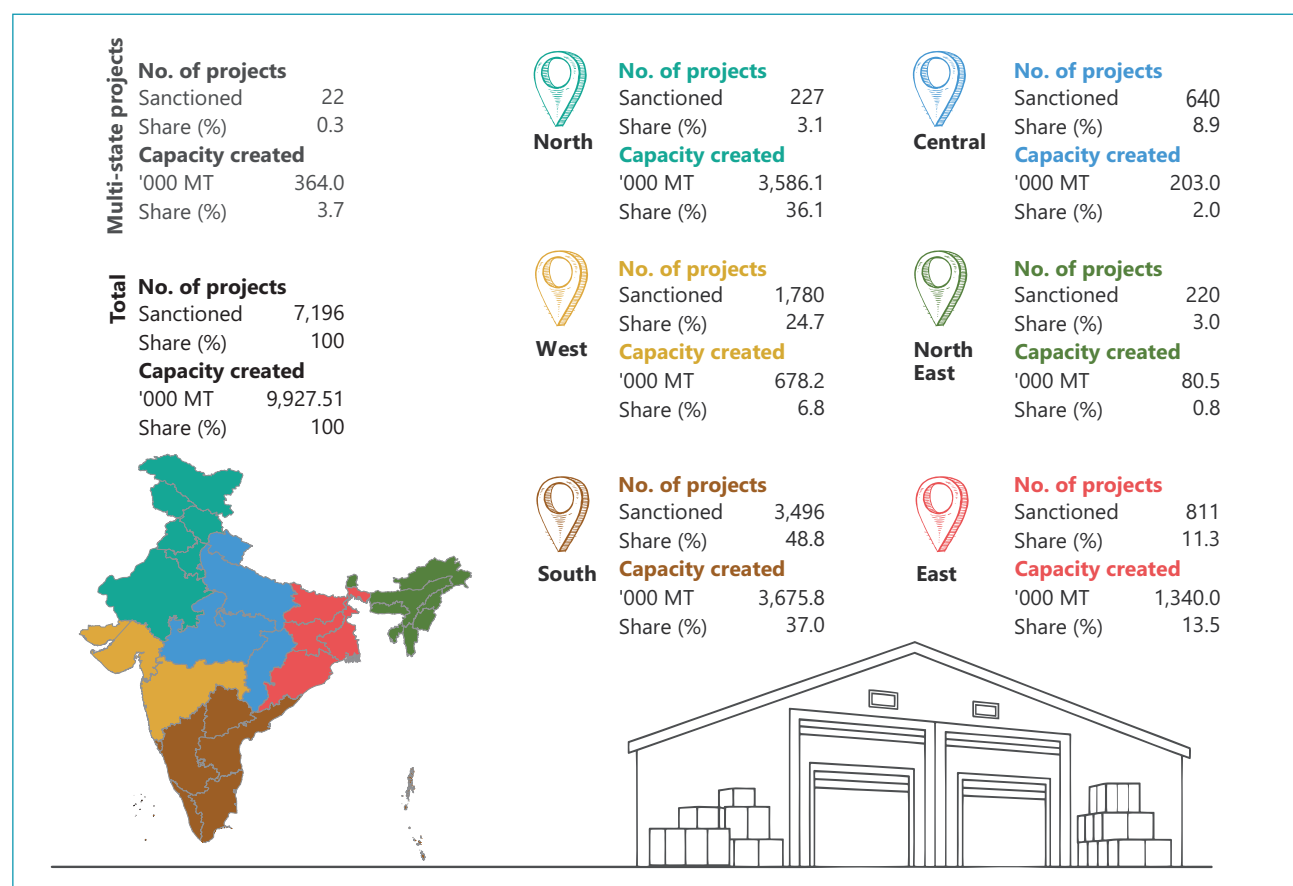 Multi-state projects
No. of projects
Sanctioned 22
Share (%) 0.3
Capacity created
'000 MT 364.0
Share (%) 3.7
Total
No. of projects
Sanctioned 7,196
Share (%) 100
Capacity created
'000 MT 9,927.51
Share (%) 100
North
No. of projects
Sanctioned 227
Share (%) 3.1
Capacity created
'000 MT 3,586.1
Share (%) 36.1
Central
No. of projects
Sanctioned 640
Share (%) 8.9
Capacity created
'000 MT 203.0
Share (%) 2.0
West
No. of projects
Sanctioned 1,780
Share (%) 24.7
Capacity created
'000 MT 678.2
Share (%) 6.8
North
East
No. of projects
Sanctioned 220
Share (%) 3.0
Capacity created
'000 MT 80.5
Share (%) 0.8
South
No. of projects
Sanctioned 3,496
Share (%) 48.8
Capacity created
'000 MT 3,675.8
Share (%) 37.0
East
No. of projects
Sanctioned 811
Share (%) 11.3
Capacity created
'000 MT 1,340.0
Share (%) 13.5